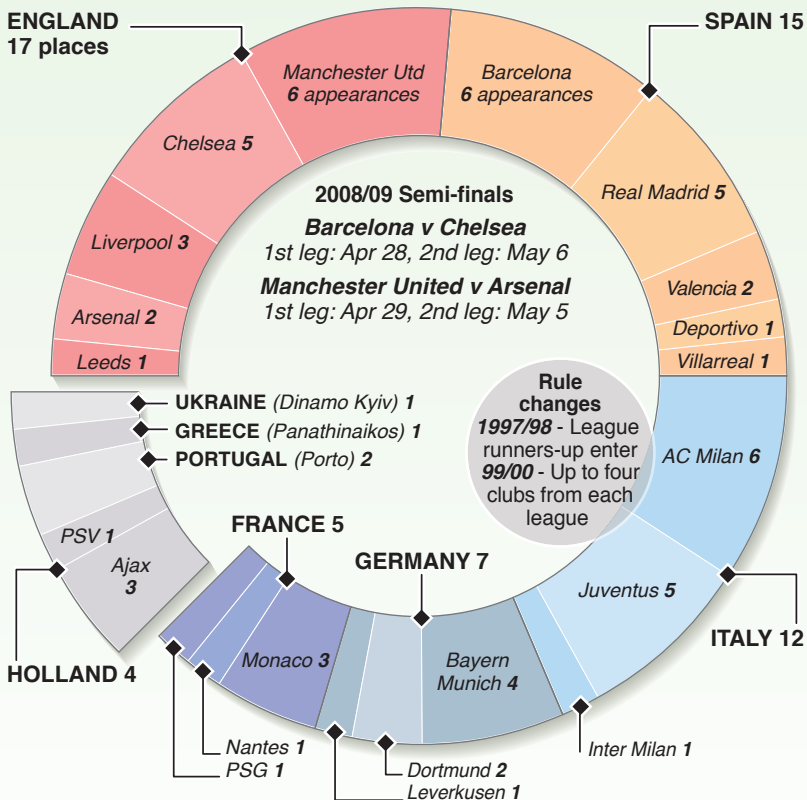 ENGLAND
17 places
SPAIN 15
Manchester Utd
6 appearances
Barcelona
6 appearances
Chelsea 5
Real Madrid 5
Liverpool 3
Valencia 2
Arsenal 2
Deportivo 1
Leeds 1
Villarreal 1
2008/09 Semi-finals
Barcelona v Chelsea
1st leg: Apr 28, 2nd leg: May 6
Manchester United v Arsenal
1st leg: Apr 29, 2nd leg: May 5
Rule
changes
1997/98 - League
runners-up enter
99/00 - Up to four
clubs from each
league
UKRAINE (Dinamo Kyiv) 1
GREECE (Panathinaikos) 1
PORTUGAL (Porto) 2
AC Milan 6
PSV 1
Ajax
3
HOLLAND 4
FRANCE 5
GERMANY 7
Juventus 5
ITALY 12
Monaco 3
Bayern
Munich 4
Nantes 1
PSG 1
Dortmund 2
Leverkusen 1
Inter Milan 1